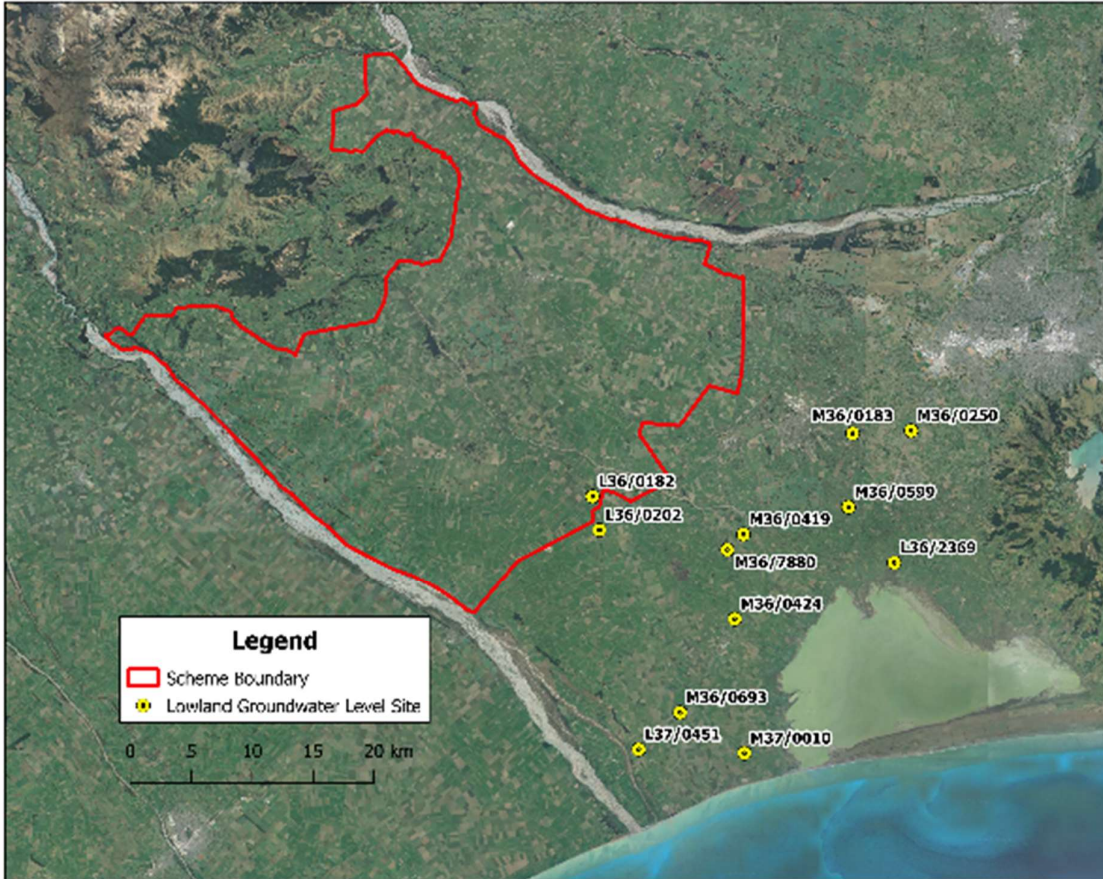 M36/0183
M36/0250
L36/0182
M36/0599
L36/0202
M36/0419
L36/2369
M36/7880
M36/0424
Legend
Scheme Boundary
Lowland Groundwater Level Site
0 5 10 15 20 km
M36/0693
L37/0451
M37/0010